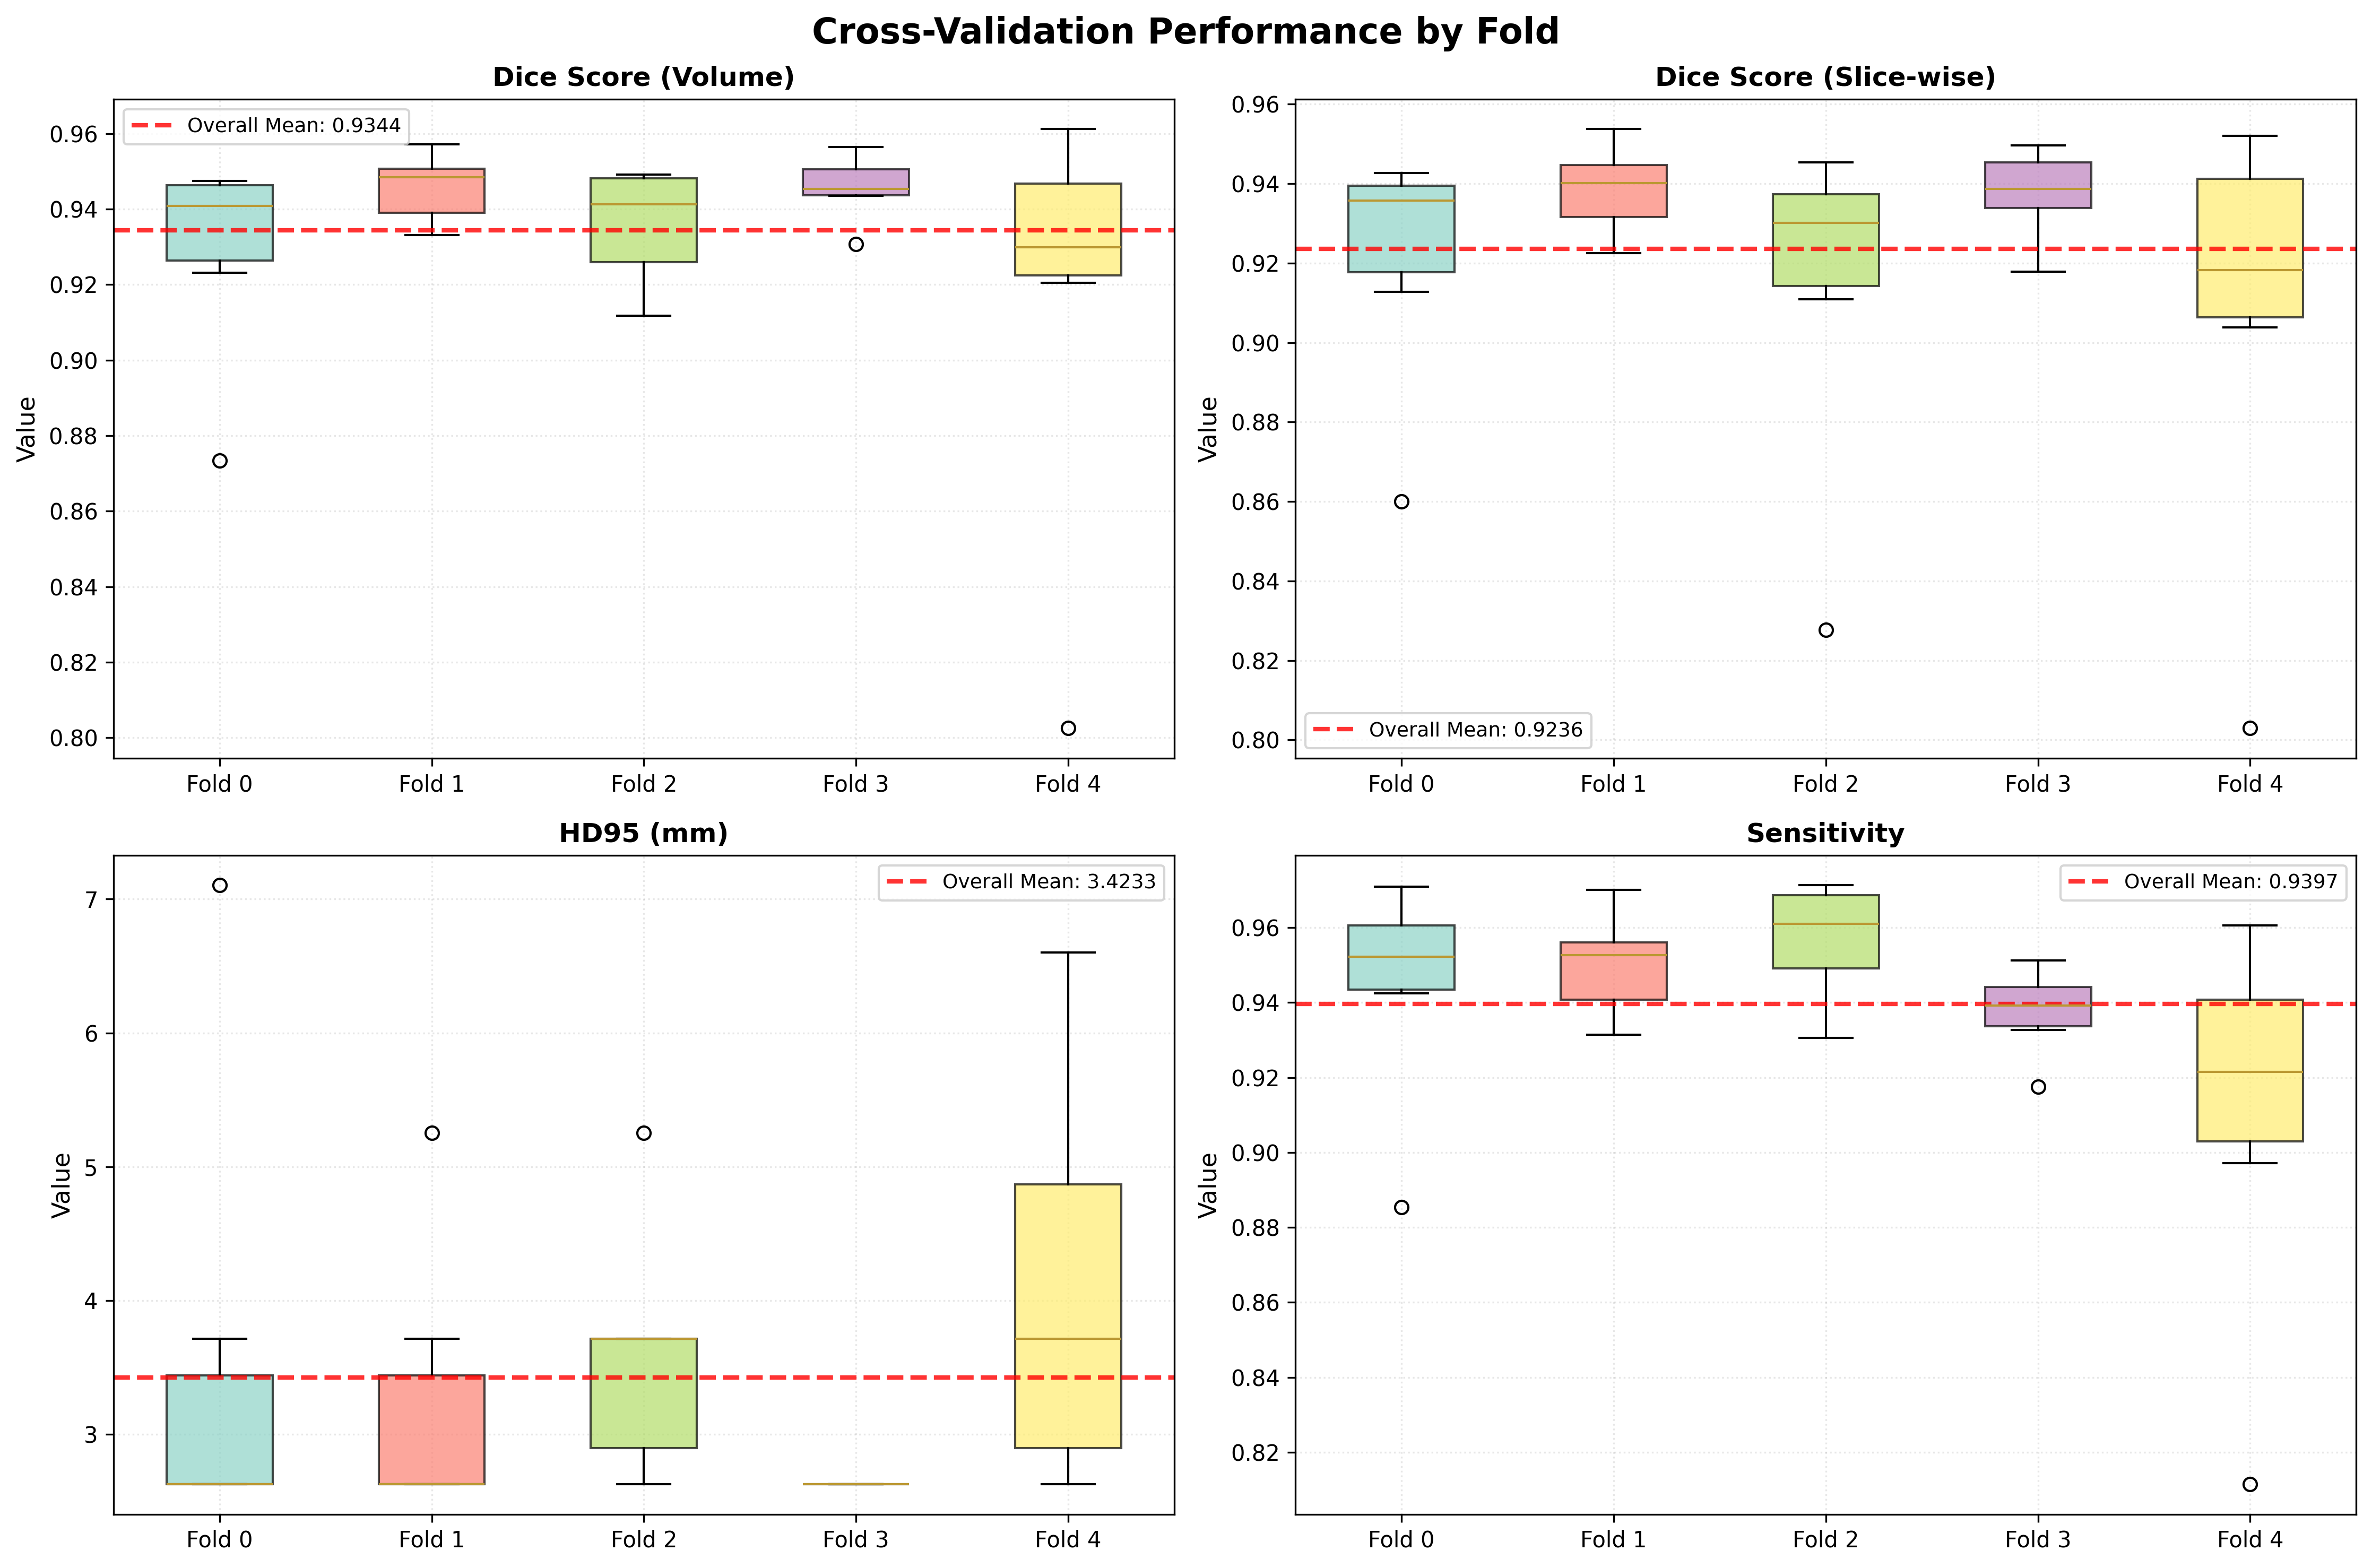 Cross-Validation Performance by Fold
Dice Score (Volume)
Overall Mean: 0.9344
Value
0.96
0.94
0.92
0.90
0.88
0.86
0.84
0.82
0.80
Fold 0 Fold 1 Fold 2 Fold 3 Fold 4
Dice Score (Slice-wise)
Value
0.96
0.94
0.92
0.90
0.88
0.86
0.84
0.82
0.80
Overall Mean: 0.9236
Fold 0 Fold 1 Fold 2 Fold 3 Fold 4
HD95 (mm)
Overall Mean: 3.4233
Value
7
6
5
4
3
Fold 0 Fold 1 Fold 2 Fold 3 Fold 4
Sensitivity
Overall Mean: 0.9397
Value
0.96
0.94
0.92
0.90
0.88
0.86
0.84
0.82
Fold 0 Fold 1 Fold 2 Fold 3 Fold 4